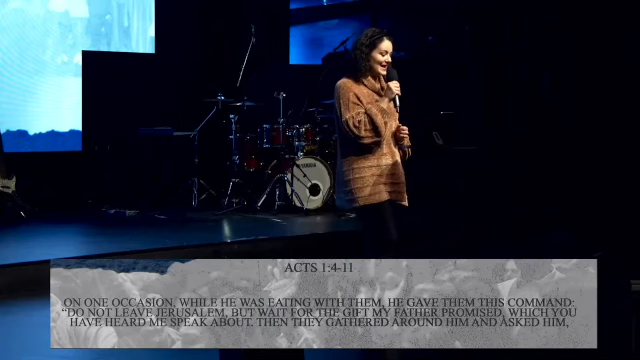 YAMAHA
ACTS 1:4-11
ON ONE OCCASION, WHILE HE WAS EATING WITH THEM, HE GAVE THEM THIS COMMAND:
“DO NOT LEAVE JERUSALEM, BUT WAIT FOR THE GIFT MY FATHER PROMISED, WHICH YOU
HAVE HEARD ME SPEAK ABOUT. THEN THEY GATHERED AROUND HIM AND ASKED HIM,